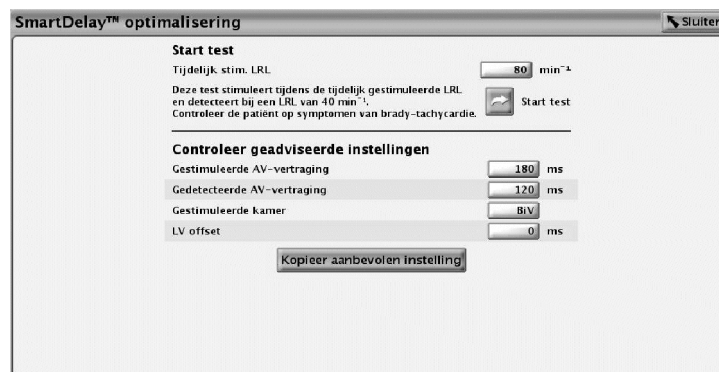 SmartDelay™ optimalisering
Sluiten
Start test
Tijdelijk stim. LRL 80 min⁻¹
Deze test stimuleert tijdens de tijdelijk gestimuleerde LRL
en detecteert bij een LRL van 40 min⁻¹.
Controleer de patiënt op symptomen van brady-tachycardie.
Start test
Controleer geadviseerde instellingen
Gestimuleerde AV-vertraging 180 ms
Gedetecteerde AV-vertraging 120 ms
Gestimuleerde kamer BiV
LV offset 0 ms
Kopieer aanbevolen instelling